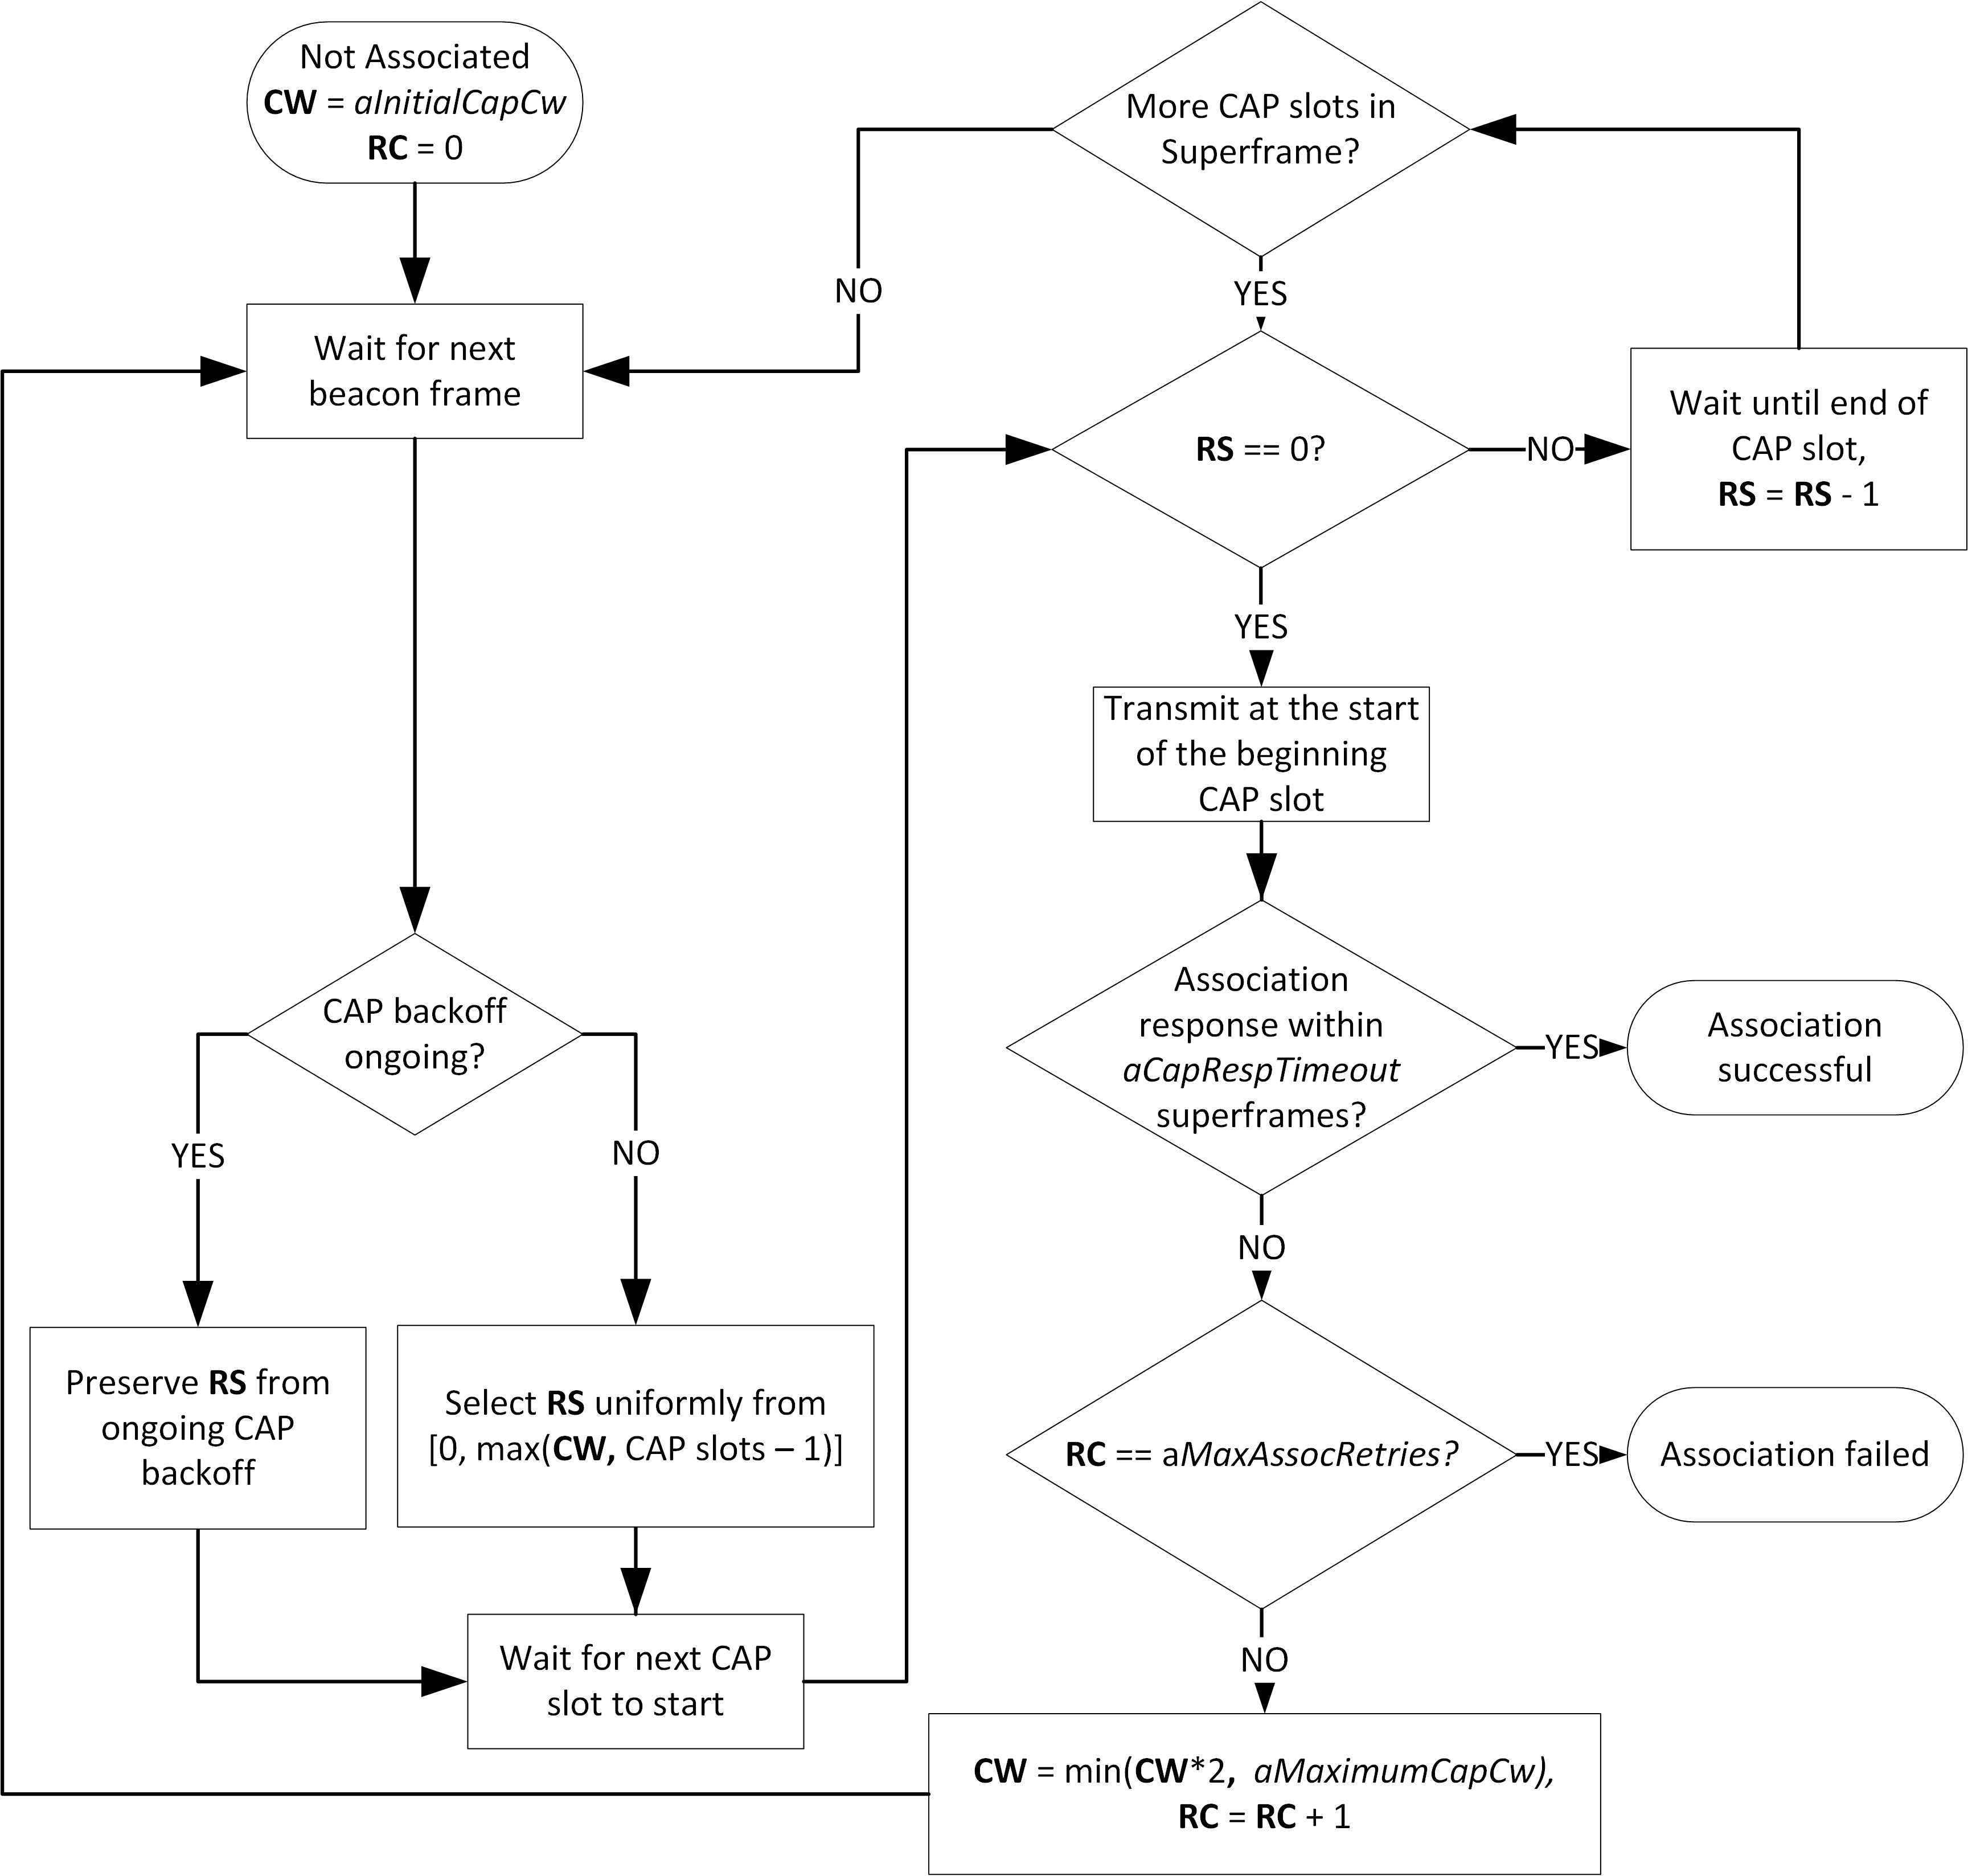 Not Associated
CW = aInitialCapCw
RC = 0
Wait for next
beacon frame
CAP backoff
ongoing?
YES
NO
Preserve RS from
ongoing CAP
backoff
Select RS uniformly from
[0, max(CW, CAP slots – 1)]
Wait for next CAP
slot to start
More CAP slots in
Superframe?
NO
YES
RS == 0?
NO
Wait until end of
CAP slot,
RS = RS - 1
YES
Transmit at the start
of the beginning
CAP slot
Association
response within
aCapRespTimeout
superframes?
YES
Association
successful
NO
RC == aMaxAssocRetries?
YES
Association failed
NO
CW = min(CW*2, aMaximumCapCw),
RC = RC + 1